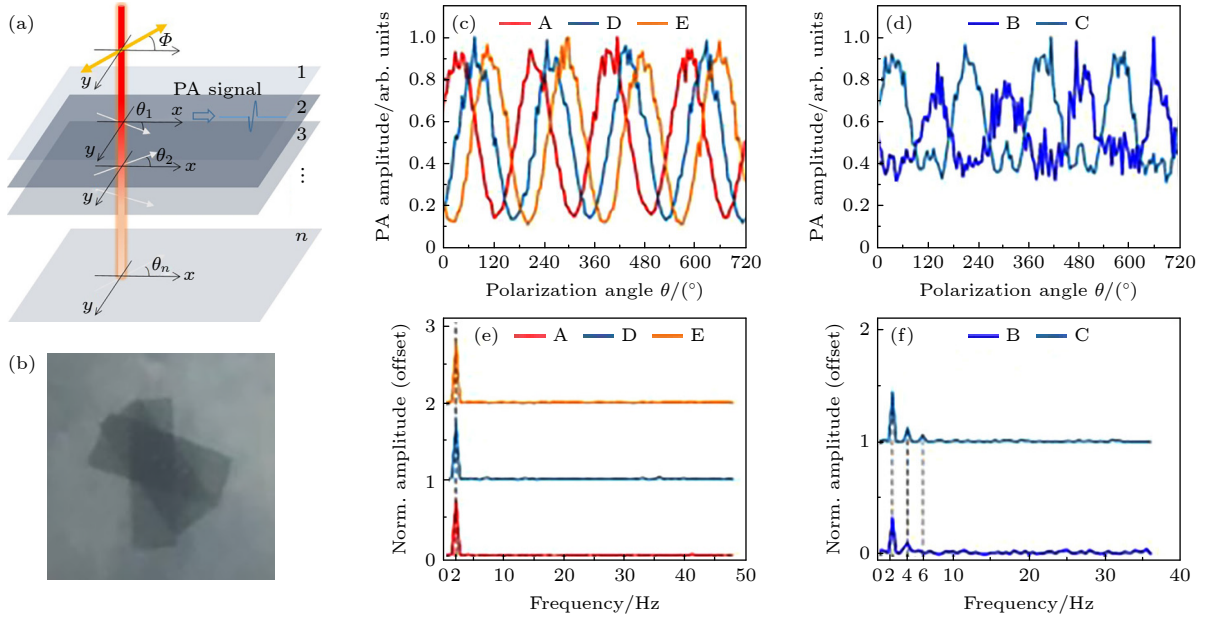 (a)
Φ
y
1
PA signal
2
θ1
x
3
y
θ2
x
⋮
y
n
θn
x
y
(b)
(c)
A D E
PA amplitude/arb. units
1.0
0.8
0.6
0.4
0.2
0
0 120 240 360 480 600 720
Polarization angle θ/(°)
(d)
B C
PA amplitude/arb. units
1.0
0.8
0.6
0.4
0.2
0
0 120 240 360 480 600 720
Polarization angle θ/(°)
(e)
A D E
Norm. amplitude (offset)
3
2
1
0
0 2 10 20 30 40 50
Frequency/Hz
(f)
B C
Norm. amplitude (offset)
2
1
0
0 2 4 6 10 20 30 40
Frequency/Hz